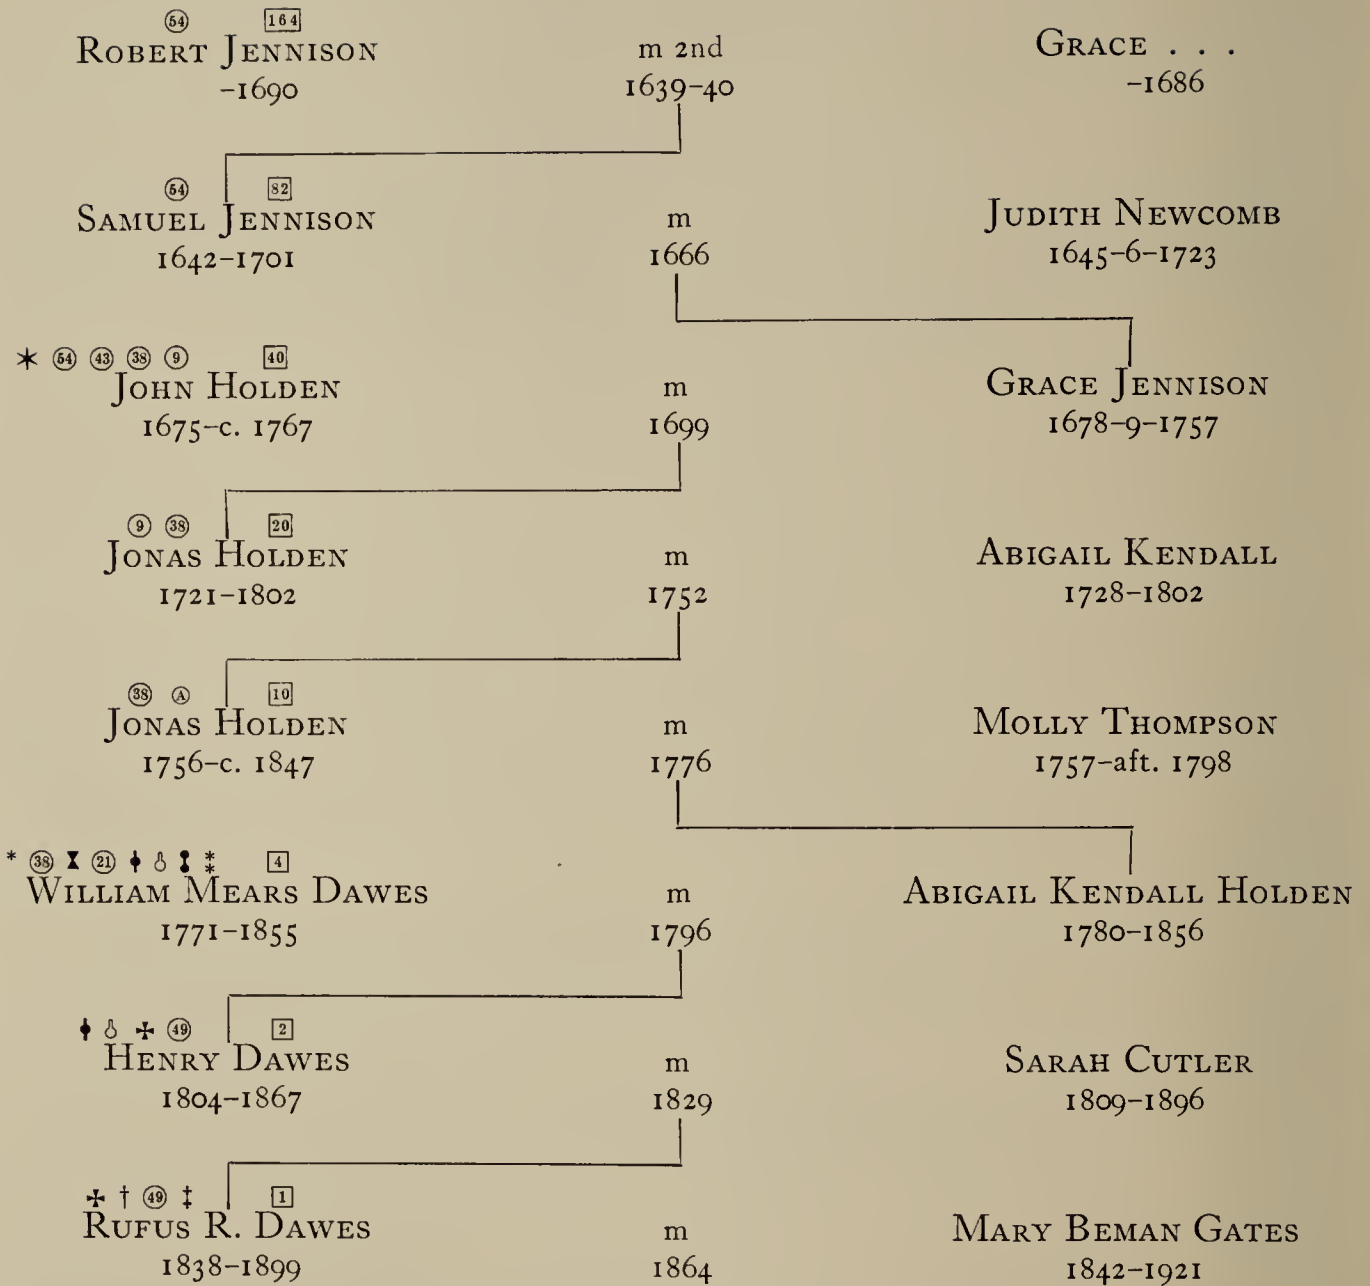 54 164
ROBERT JENNISON m 2nd GRACE . . .
-1690 1639-40 -1686
54 82
SAMUEL JENNISON m JUDITH NEWCOMB
1642-1701 1666 1645-6-1723
* 54 43 38 9 40
JOHN HOLDEN m GRACE JENNISON
1675-c. 1767 1699 1678-9-1757
9 38 20
JONAS HOLDEN m ABIGAIL KENDALL
1721-1802 1752 1728-1802
38 A 10
JONAS HOLDEN m MOLLY THOMPSON
1756-c. 1847 1776 1757-aft. 1798
* 38 21 4
WILLIAM MEARS DAWES m ABIGAIL KENDALL HOLDEN
1771-1855 1796 1780-1856
49 2
HENRY DAWES m SARAH CUTLER
1804-1867 1829 1809-1896
† 49 ‡ 1
RUFUS R. DAWES m MARY BEMAN GATES
1838-1899 1864 1842-1921